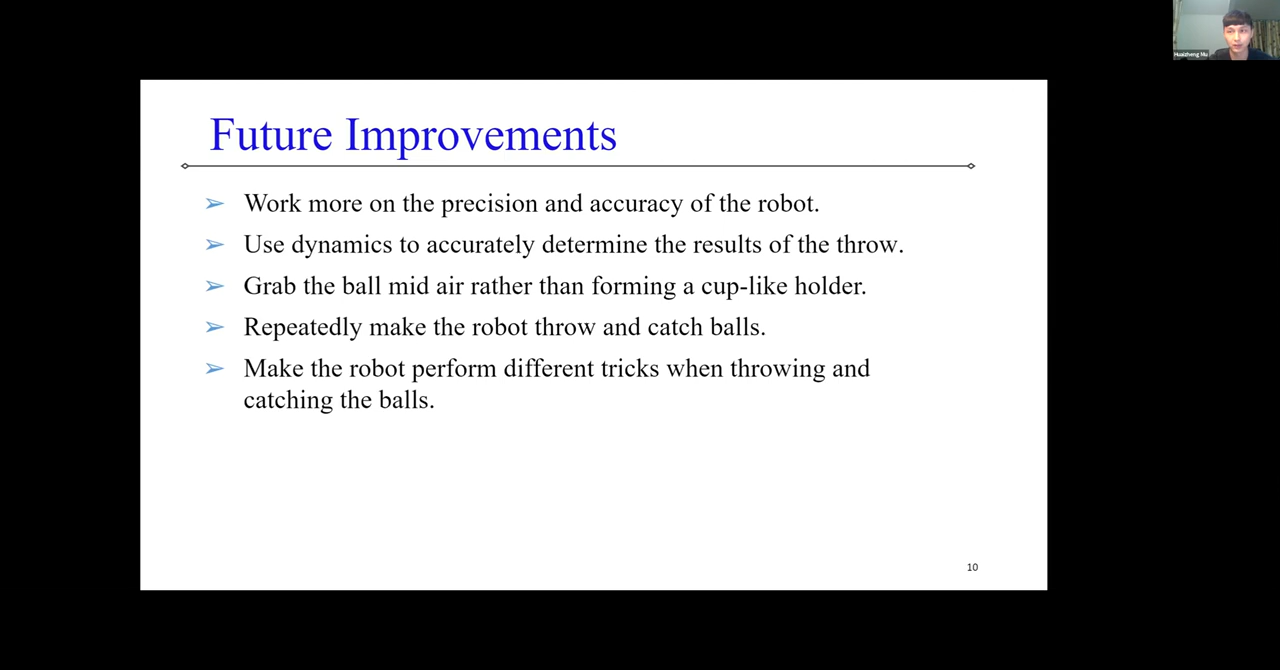 Huaizheng Mu
Future Improvements
➢ Work more on the precision and accuracy of the robot.
➢ Use dynamics to accurately determine the results of the throw.
➢ Grab the ball mid air rather than forming a cup-like holder.
➢ Repeatedly make the robot throw and catch balls.
➢ Make the robot perform different tricks when throwing and
catching the balls.
10